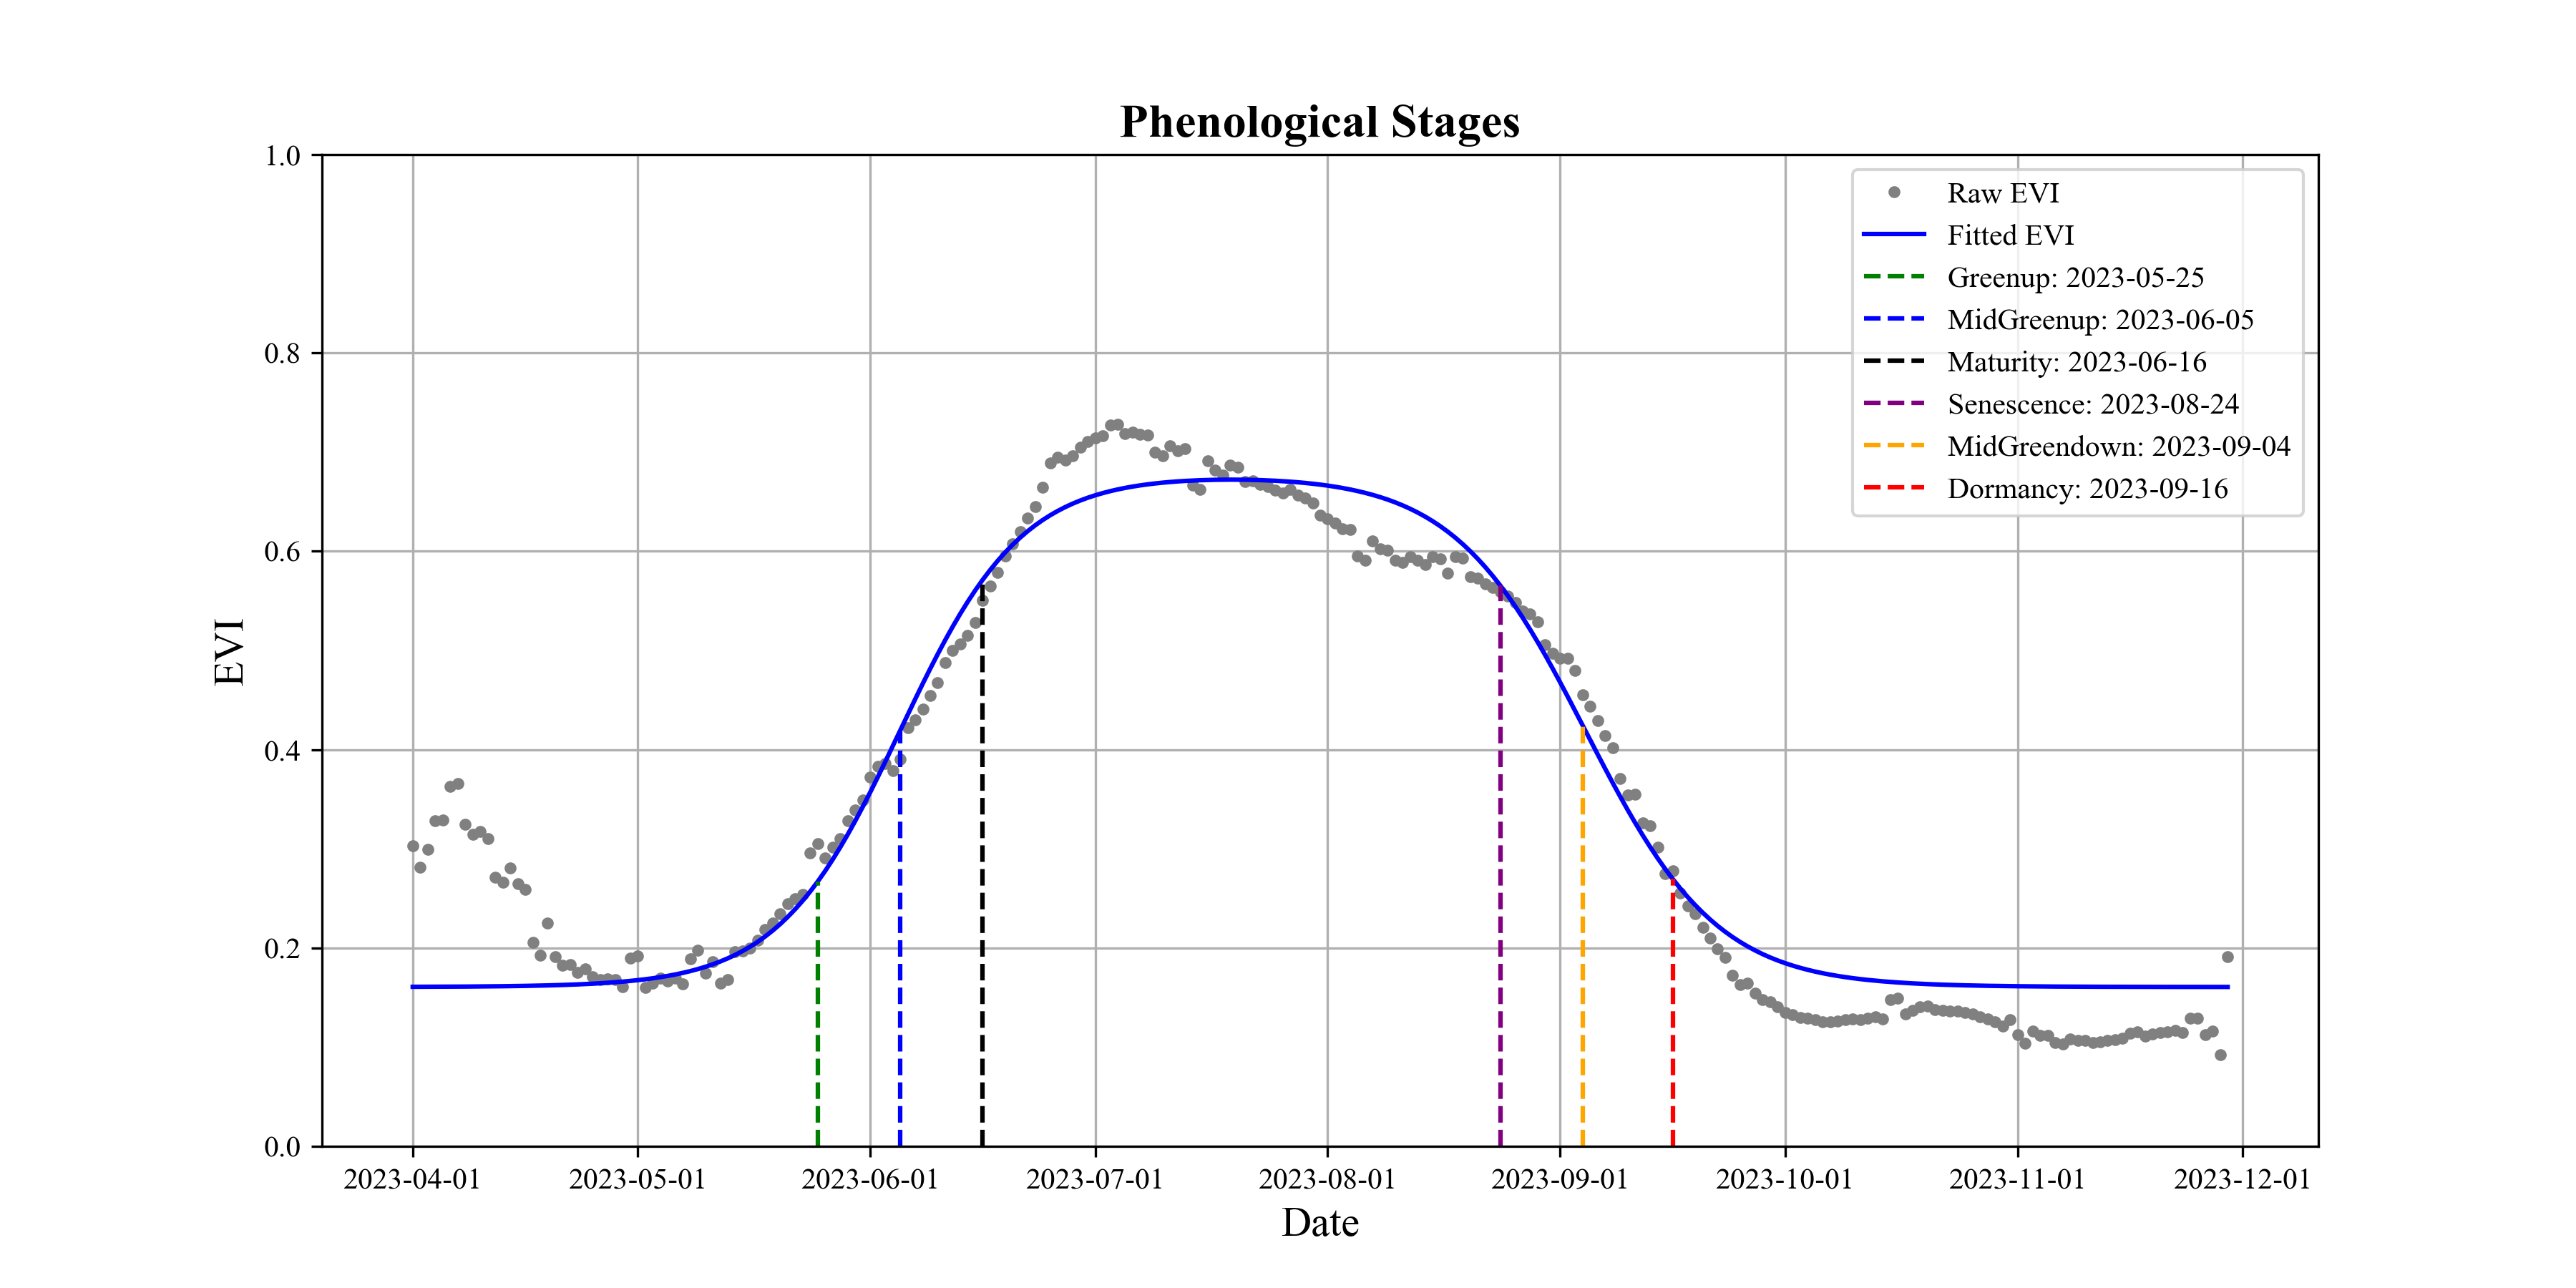 Phenological Stages
1.0
0.8
0.6
0.4
0.2
0.0
EVI
Raw EVI
Fitted EVI
Greenup: 2023-05-25
MidGreenup: 2023-06-05
Maturity: 2023-06-16
Senescence: 2023-08-24
MidGreendown: 2023-09-04
Dormancy: 2023-09-16
2023-04-01 2023-05-01 2023-06-01 2023-07-01 2023-08-01 2023-09-01 2023-10-01 2023-11-01 2023-12-01
Date